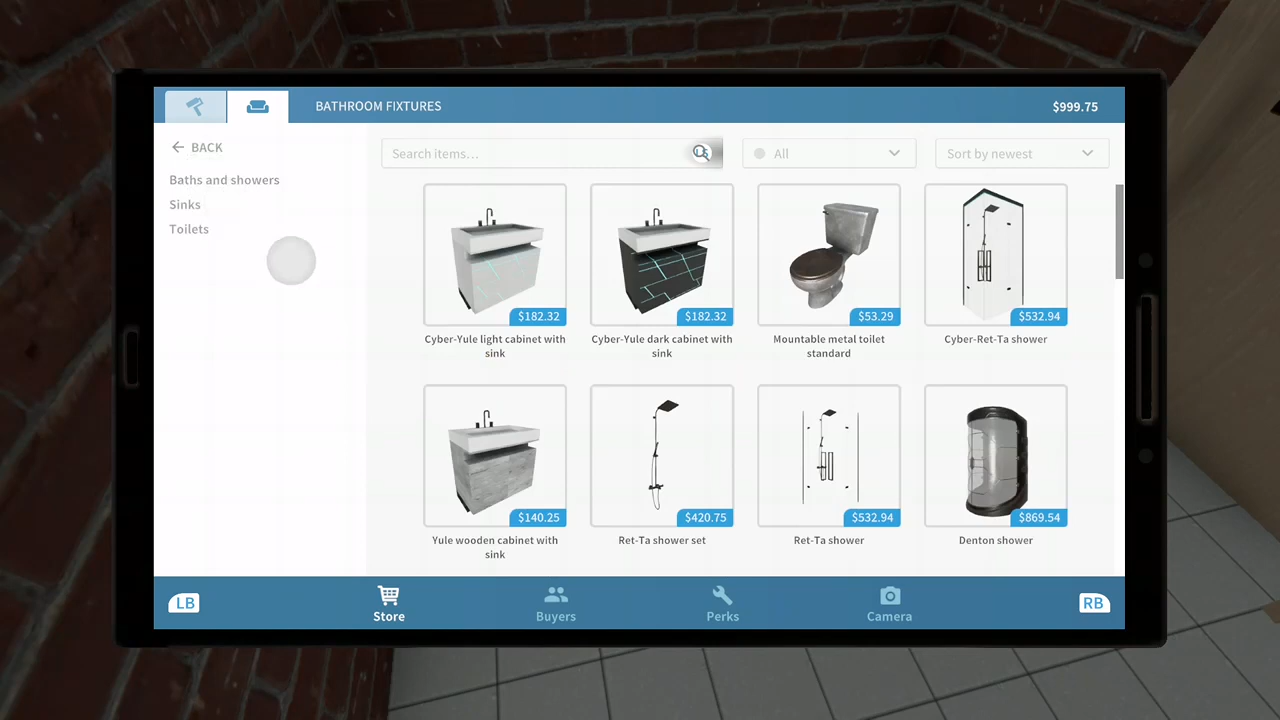 BATHROOM FIXTURES
$999.75
BACK
Baths and showers
Sinks
Toilets
Search items...
All
Sort by newest
$182.32
$182.32
$53.29
$532.94
Cyber-Yule light cabinet with
sink
Cyber-Yule dark cabinet with
sink
Mountable metal toilet
standard
Cyber-Ret-Ta shower
$140.25
$420.75
$532.94
$869.54
Yule wooden cabinet with
sink
Ret-Ta shower set
Ret-Ta shower
Denton shower
LB
Store
Buyers
Perks
Camera
RB